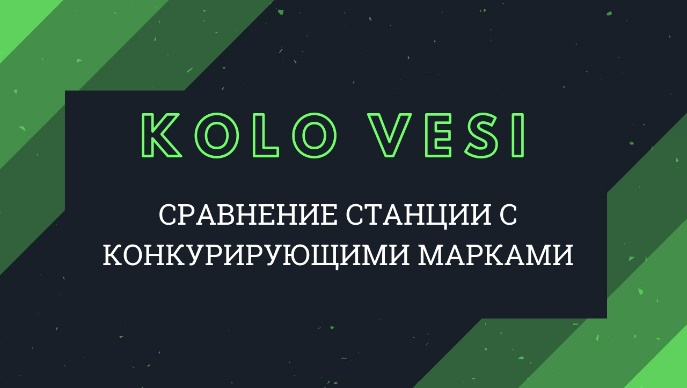 KOLO VESI
СРАВНЕНИЕ СТАНЦИИ С
КОНКУРИРУЮЩИМИ МАРКАМИ